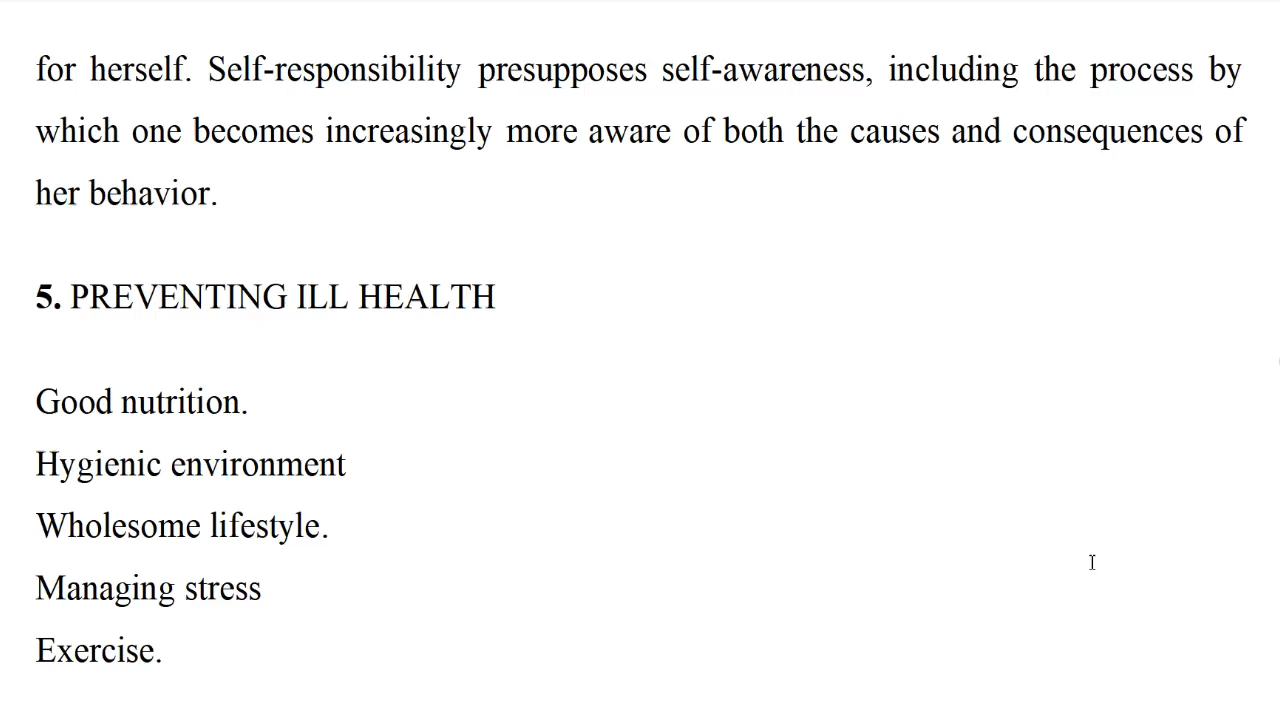 for herself. Self-responsibility presupposes self-awareness, including the process by
which one becomes increasingly more aware of both the causes and consequences of
her behavior.
5. PREVENTING ILL HEALTH
Good nutrition.
Hygienic environment
Wholesome lifestyle.
Managing stress
Exercise.